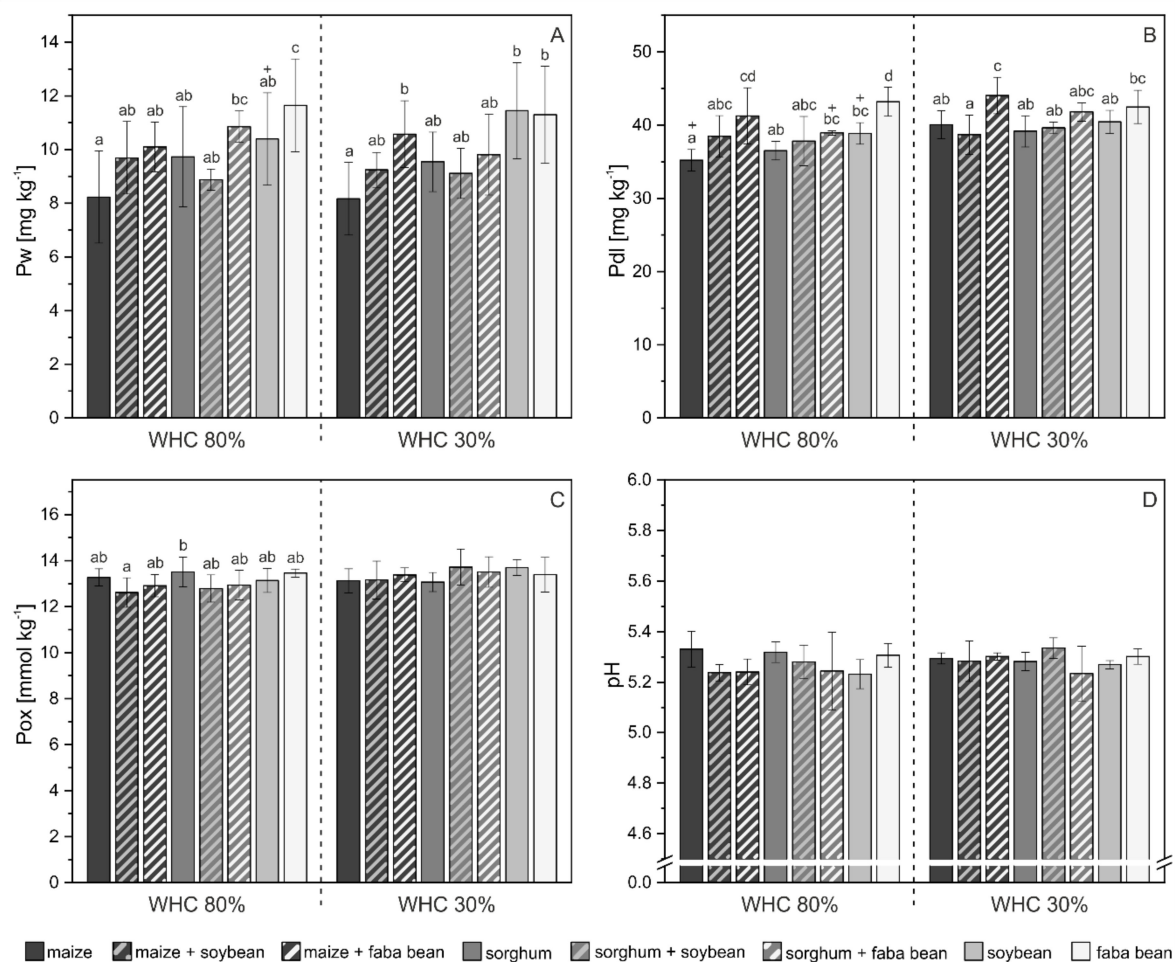 A
14
12
10
8
6
4
2
0
Pw [mg kg⁻¹]
a ab ab ab ab bc + ab c
a ab b ab ab ab b b
WHC 80% WHC 30%
B
50
40
30
20
10
0
Pdl [mg kg⁻¹]
+ a abc cd ab abc + bc + bc d
ab a c ab ab abc ab bc
WHC 80% WHC 30%
C
16
14
12
10
8
6
4
2
0
Pox [mmol kg⁻¹]
ab a ab b ab ab ab ab
WHC 80% WHC 30%
D
6.0
5.8
5.6
5.4
5.2
5.0
4.8
4.6
0.0
pH
WHC 80% WHC 30%
maize maize + soybean maize + faba bean sorghum sorghum + soybean sorghum + faba bean soybean faba bean